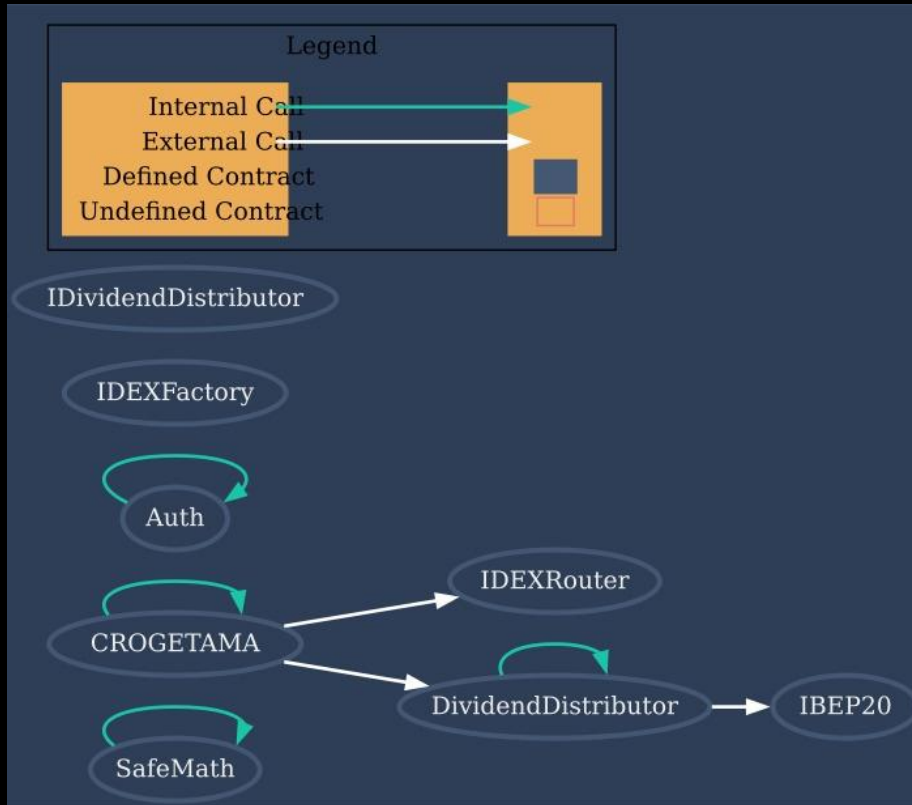 Legend
Internal Call
External Call
Defined Contract
Undefined Contract
IDividendDistributor
IDEXFactory
Auth
IDEXRouter
CROGETAMA
DividendDistributor
IBEP20
SafeMath